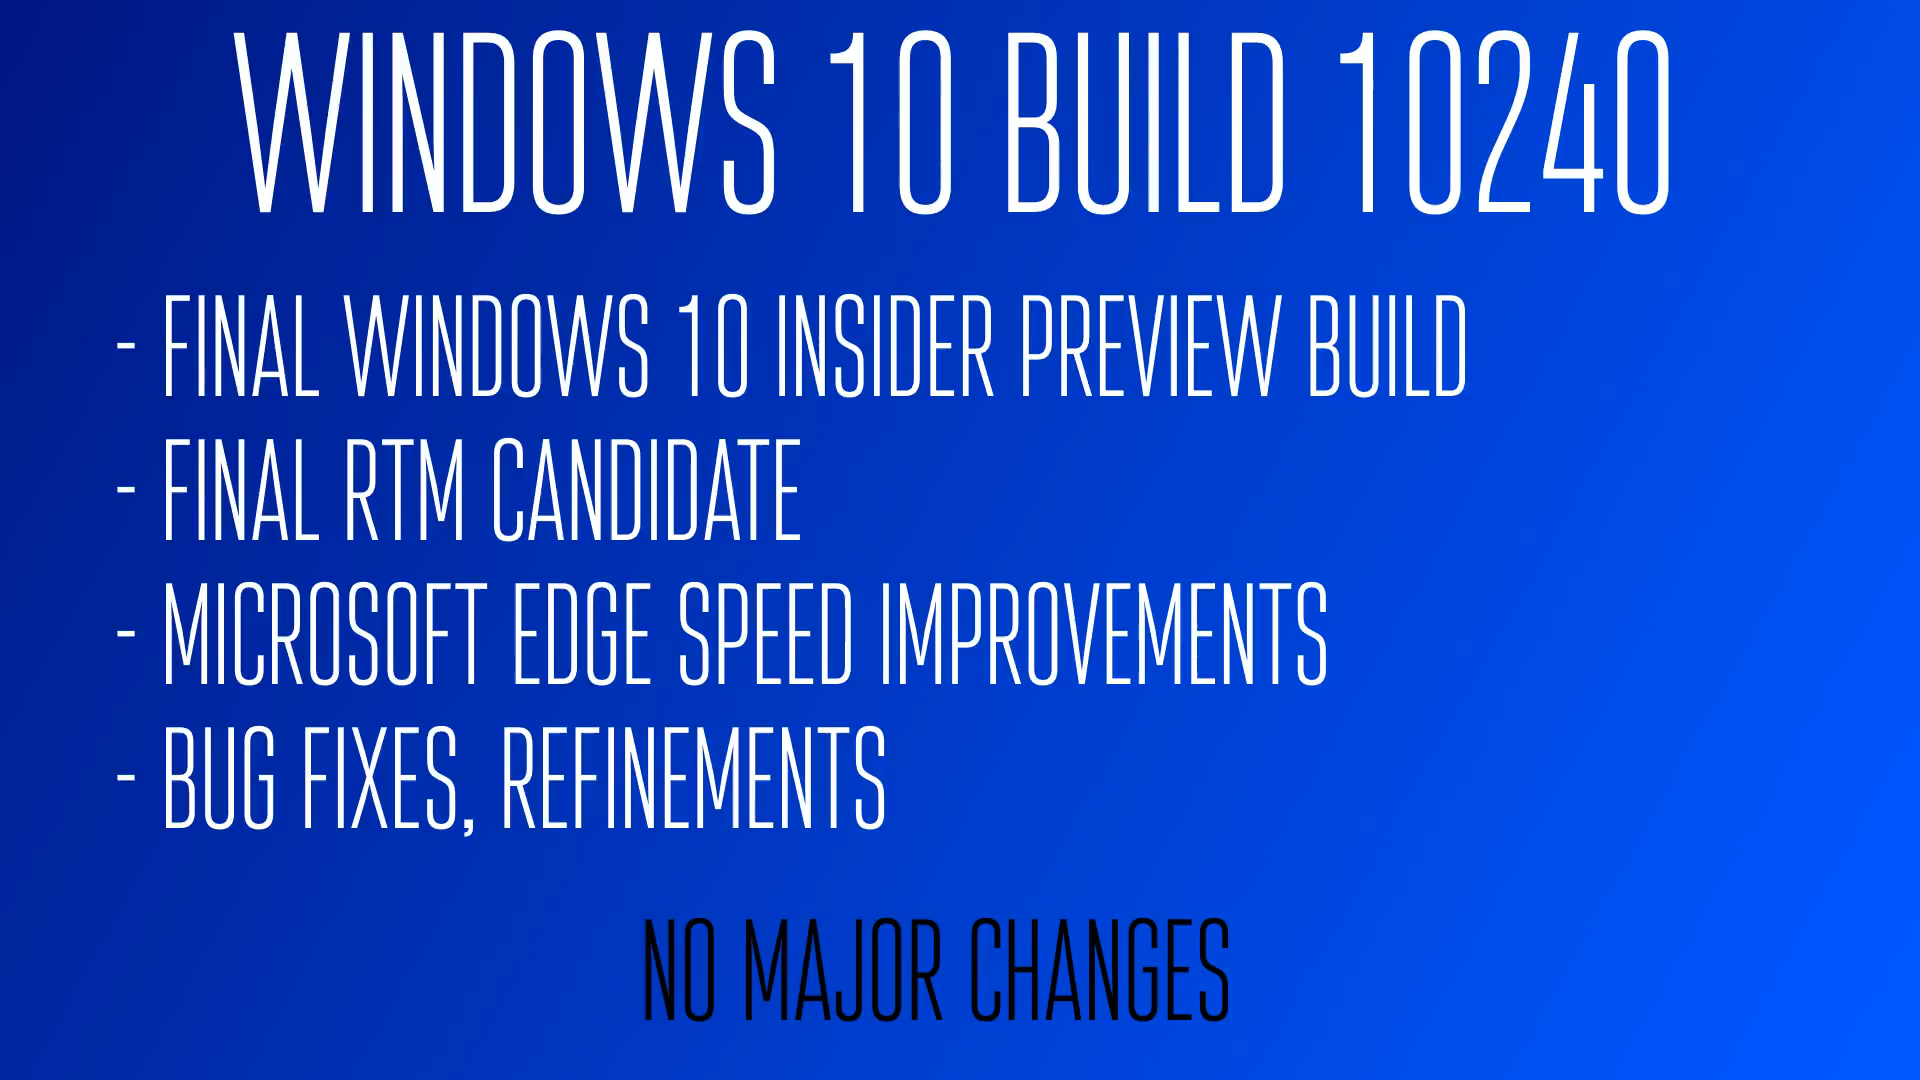 WINDOWS 10 BUILD 10240
- FINAL WINDOWS 10 INSIDER PREVIEW BUILD
- FINAL RTM CANDIDATE
- MICROSOFT EDGE SPEED IMPROVEMENTS
- BUG FIXES, REFINEMENTS
NO MAJOR CHANGES